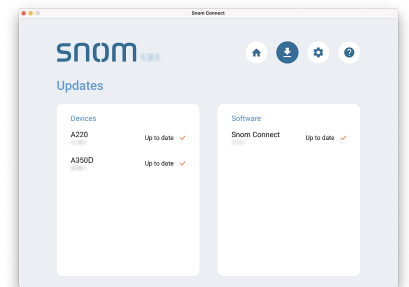 Snom Connect
snom
Updates
Devices
A220
Up to date
A350D
Up to date
Software
Snom Connect
Up to date